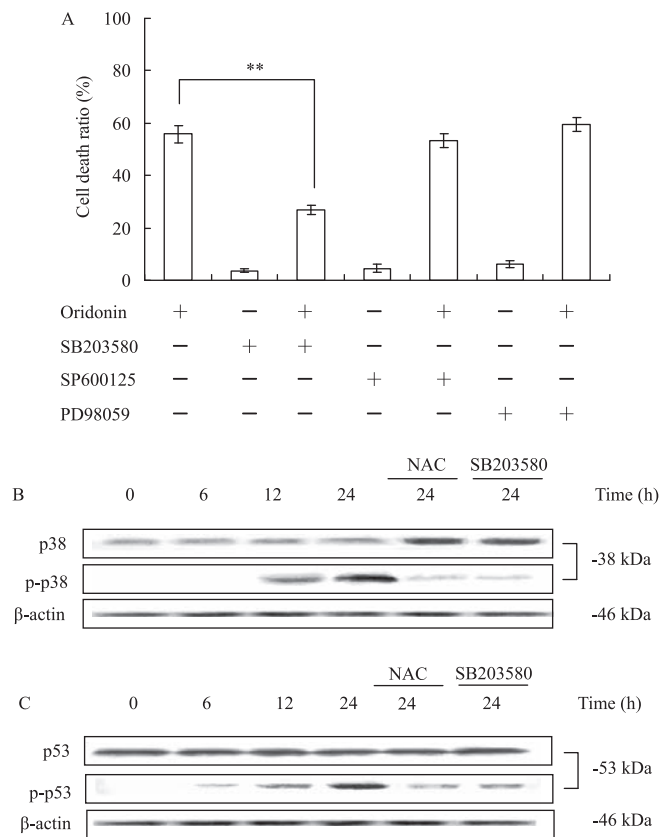 A
Cell death ratio (%)
100
80
60
40
20
0
**
Oridonin + − + − + − +
SB203580 − + + − − − −
SP600125 − − − + + − −
PD98059 − − − − − + +
NAC SB203580
B 0 6 12 24 24 24 Time (h)
p38
-38 kDa
p-p38
β-actin -46 kDa
NAC SB203580
C 0 6 12 24 24 24 Time (h)
p53
-53 kDa
p-p53
β-actin -46 kDa